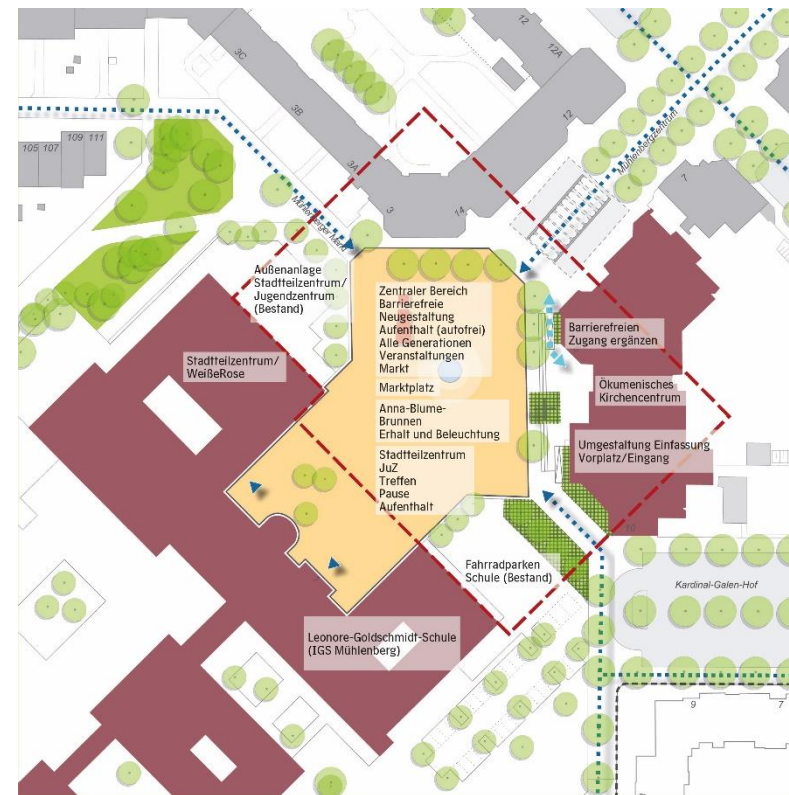 12
12A
3C
12
3B
109
111
105
107
3A
Mühlenbergzentrum
7
3
14
Mühlenberger Markt
Außenanlage
Stadtteilzentrum/
Jugendzentrum
(Bestand)
Zentraler Bereich
Barrierefreie
Neugestaltung
Aufenthalt (autofrei)
Alle Generationen
Veranstaltungen
Markt
Barrierefreien
Zugang ergänzen
Stadtteilzentrum/
WeißeRose
Marktplatz
Ökumenisches
Kirchencentrum
Anna-Blume-
Brunnen
Erhalt und Beleuchtung
Umgestaltung Einfassung
Vorplatz/Eingang
Stadtteilzentrum
JuZ
Treffen
Pause
Aufenthalt
10
Fahrradparken
Schule (Bestand)
Kardinal-Galen-Hof
Leonore-Goldschmidt-Schule
(IGS Mühlenberg)
9
7